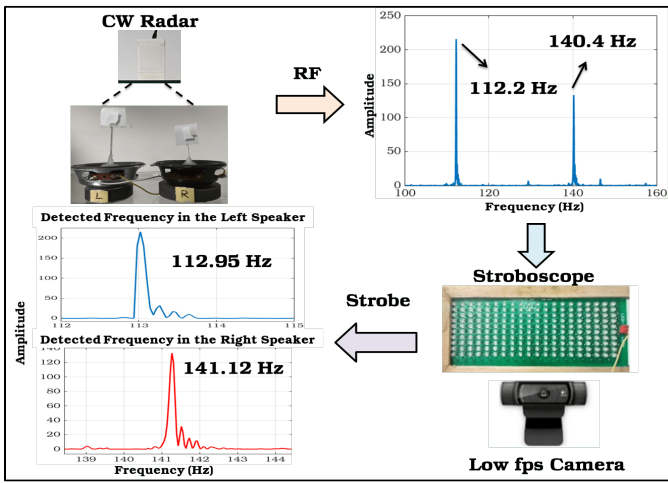 CW Radar
RF
L
R
250
200
150
100
50
0
Amplitude
112.2 Hz
140.4 Hz
100
120
140
160
Frequency (Hz)
Stroboscope
Low fps Camera
Strobe
Detected Frequency in the Left Speaker
200
150
100
50
0
112.95 Hz
112
113
114
115
Amplitude
Detected Frequency in the Right Speaker
140
120
100
80
60
40
20
0
141.12 Hz
139
140
141
142
143
144
Frequency (Hz)